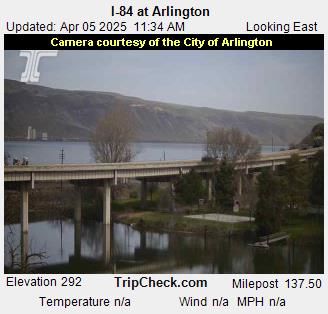 I-84 at Arlington
Updated: Apr 05 2025 11:34 AM Looking East
Camera courtesy of the City of Arlington
Elevation 292 TripCheck.com Milepost 137.50
Temperature n/a Wind n/a MPH n/a